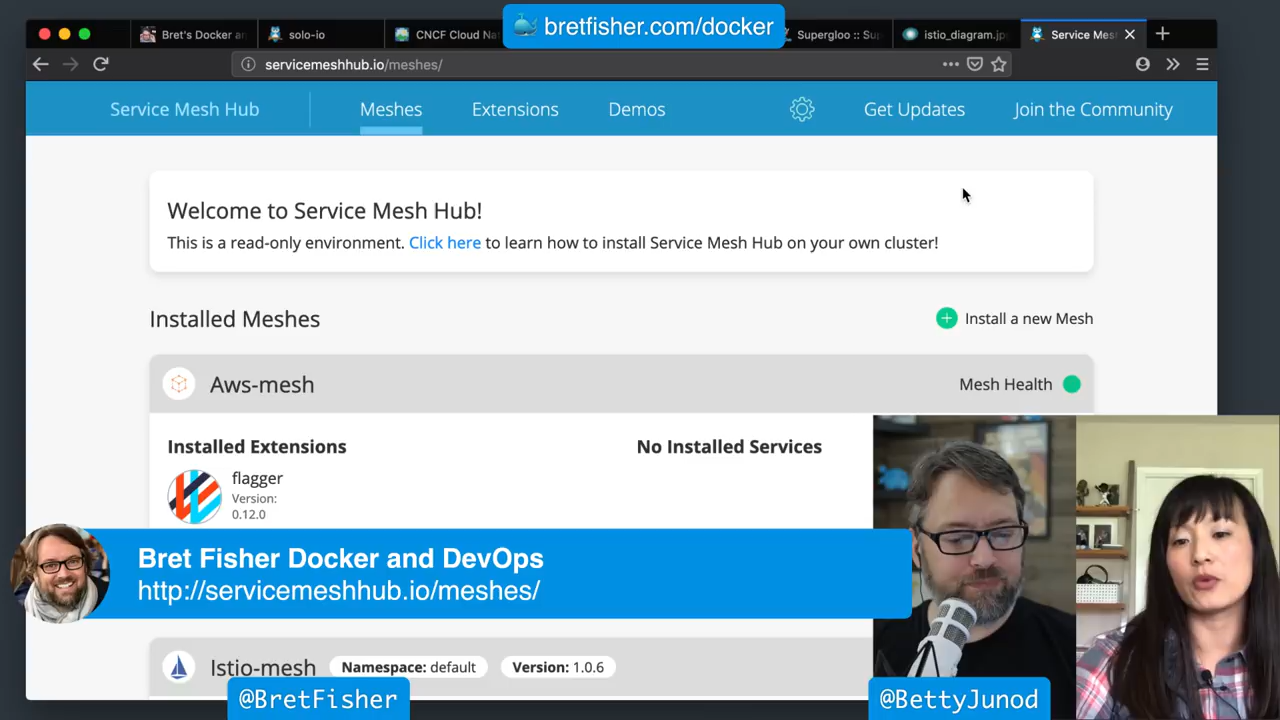 bretfisher.com/docker
Bret's Docker an
solo-io
CNCF Cloud Na
Supergloo :: Su
istio_diagram.jp
Service Mes
servicemeshhub.io/meshes/
Service Mesh Hub
Meshes
Extensions
Demos
Get Updates
Join the Community
Welcome to Service Mesh Hub!
This is a read-only environment. Click here to learn how to install Service Mesh Hub on your own cluster!
Installed Meshes
Install a new Mesh
Aws-mesh
Mesh Health
Installed Extensions
No Installed Services
flagger
Version:
0.12.0
Bret Fisher Docker and DevOps
http://servicemeshhub.io/meshes/
Istio-mesh
Namespace: default
Version: 1.0.6
@BretFisher
@BettyJunod